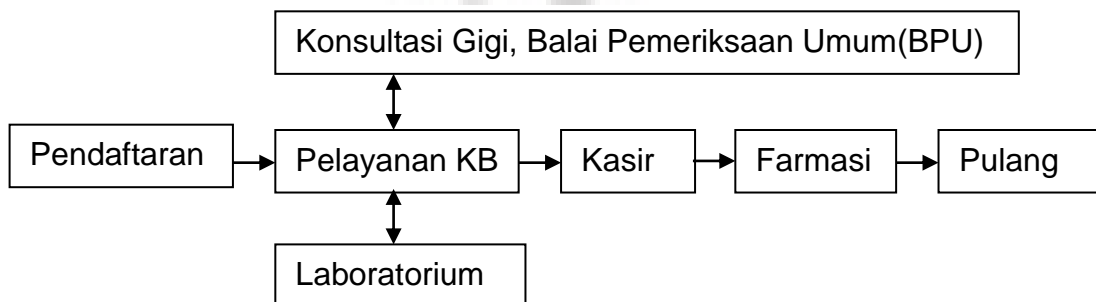 Konsultasi Gigi, Balai Pemeriksaan Umum(BPU)
Pendaftaran
Pelayanan KB
Kasir
Farmasi
Pulang
Laboratorium